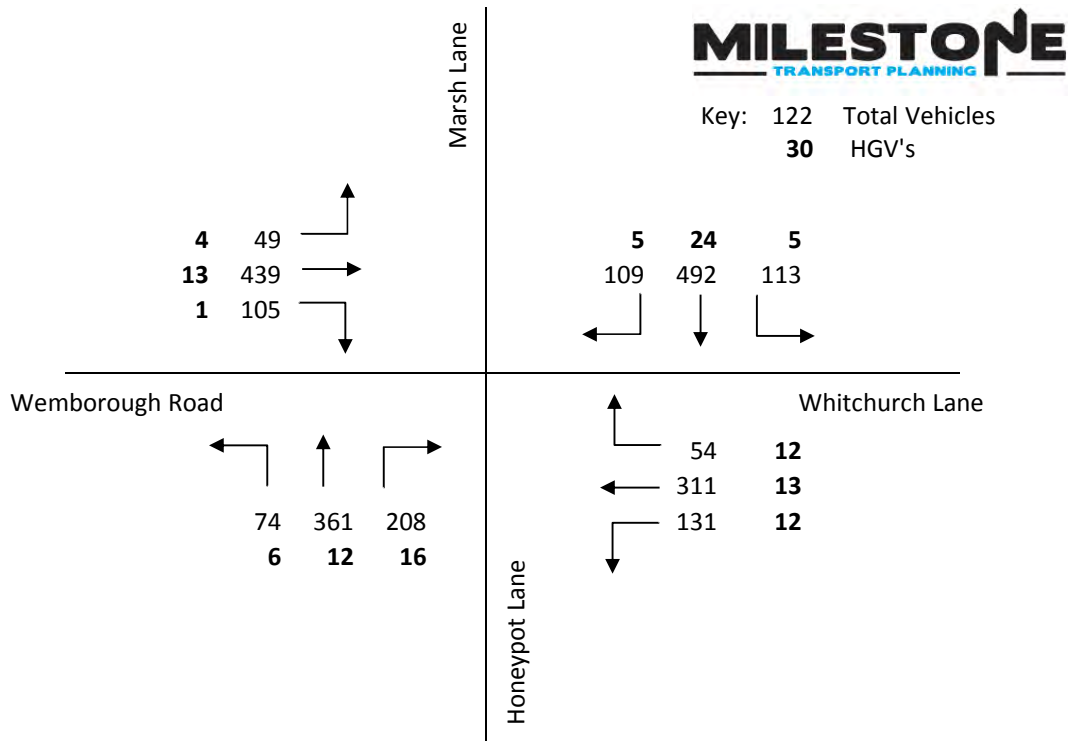 MILESTONE
TRANSPORT PLANNING
Key: 122 Total Vehicles
30 HGV's
Marsh Lane
4 49
13 439
1 105
5 24 5
109 492 113
Wemborough Road
Whitchurch Lane
54 12
311 13
131 12
74 361 208
6 12 16
Honeypot Lane